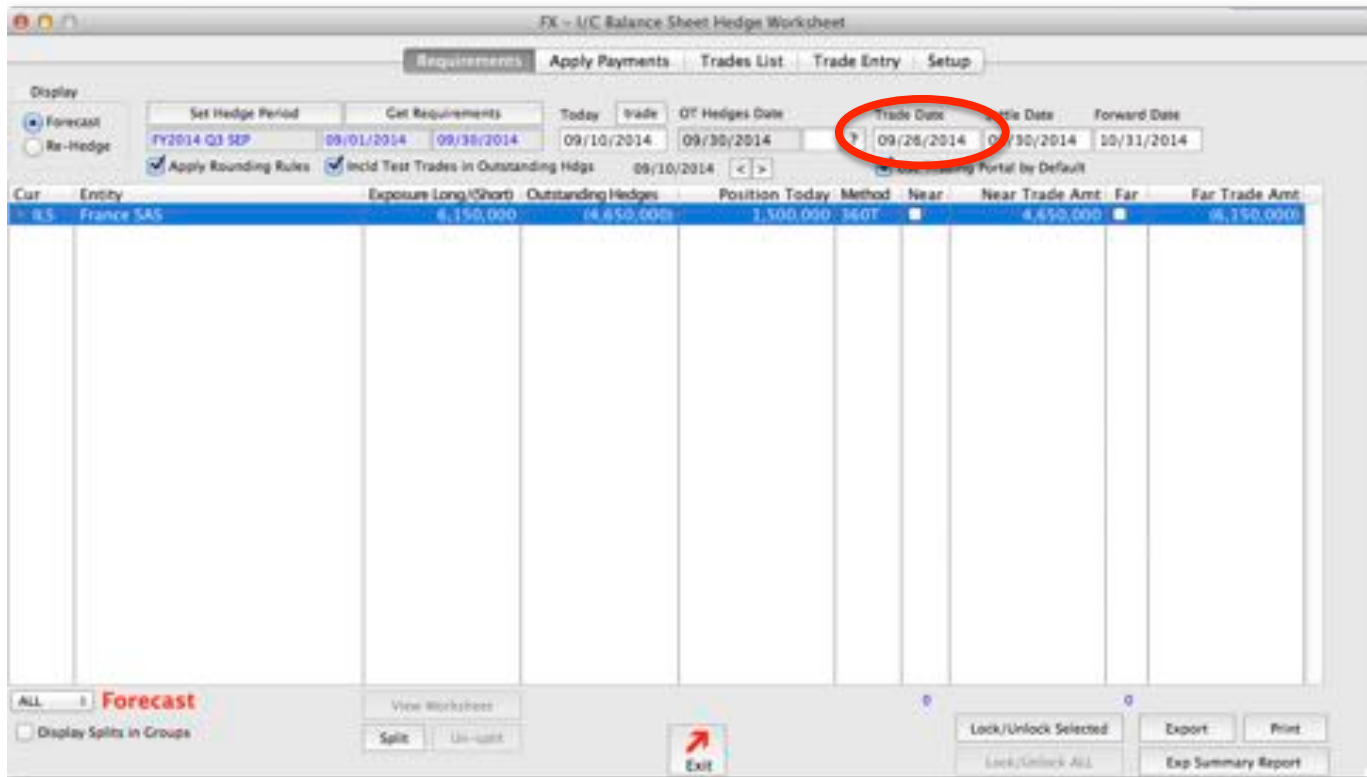 FX - I/C Balance Sheet Hedge Worksheet
Requirements Apply Payments Trades List Trade Entry Setup
Display
Set Hedge Period Get Requirements Today trade OT Hedges Date Trade Date Settle Date Forward Date
Forecast
FY2014 Q3 SEP 09/01/2014 09/30/2014 09/10/2014 09/30/2014 ? 09/26/2014 09/30/2014 10/31/2014
Re-Hedge
Apply Rounding Rules Incld Test Trades in Outstanding Hdgs 09/10/2014 < > Use Trading Portal by Default
Cur Entity Exposure Long/(Short) Outstanding Hedges Position Today Method Near Near Trade Amt Far Far Trade Amt
ILS France SAS 6,150,000 (4,650,000) 1,500,000 360T 4,650,000 (6,150,000)
ALL Forecast View Worksheet 0 0
Display Splits in Groups Split Un-split Exit Lock/Unlock Selected Export Print
Lock/Unlock ALL Exp Summary Report